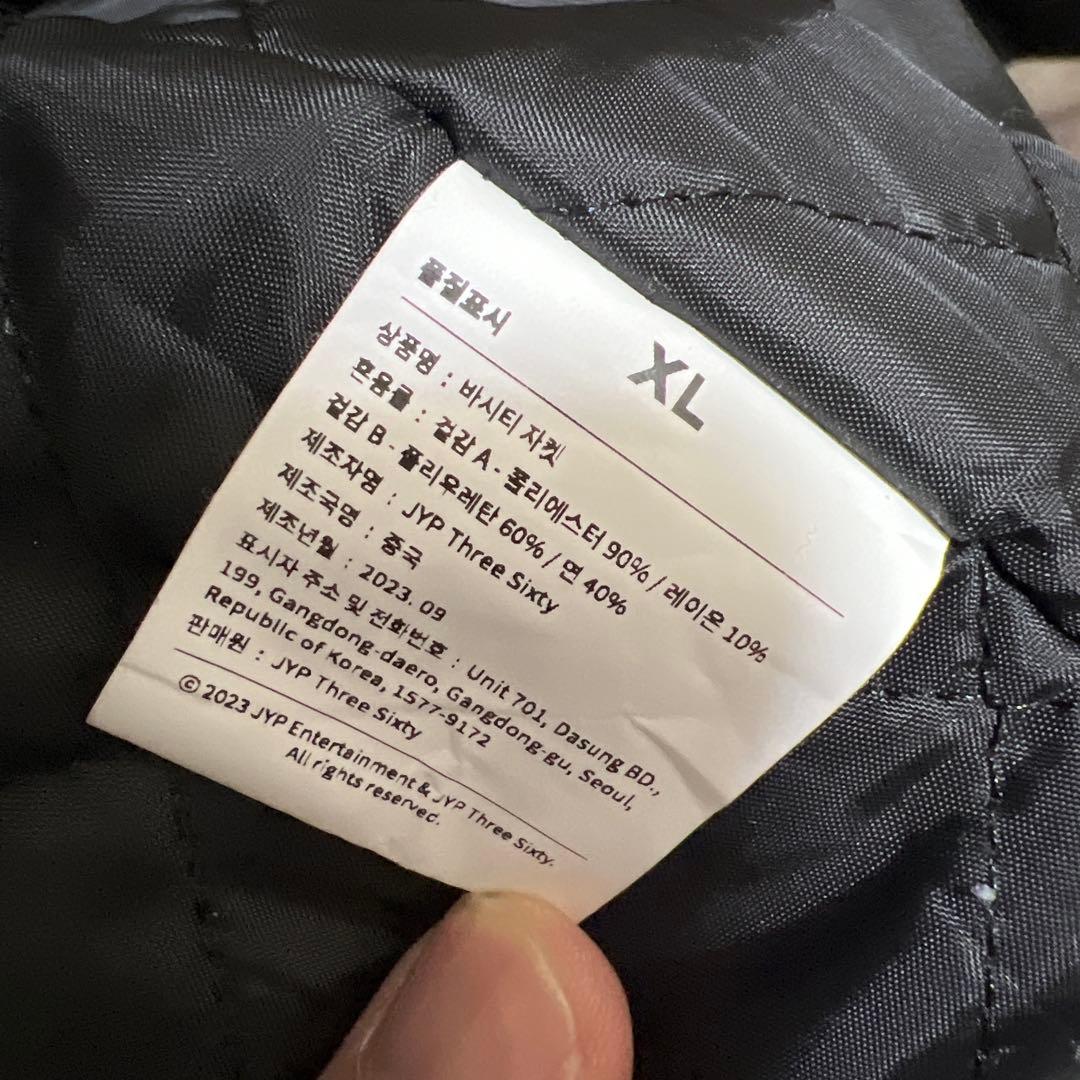 품질표시
XL
상품명 : 바시티 자켓
혼용률 : 겉감 A - 폴리에스터 90% / 레이온 10%
겉감 B - 폴리우레탄 60% / 면 40%
제조자명 : JYP Three Sixty
제조국명 : 중국
제조년월 : 2023. 09
표시자 주소 및 전화번호 : Unit 701, Dasung BD.,
199, Gangdong-daero, Gangdong-gu, Seoul,
Republic of Korea, 1577-9172
판매원 : JYP Three Sixty
© 2023 JYP Entertainment & JYP Three Sixty.
All rights reserved.